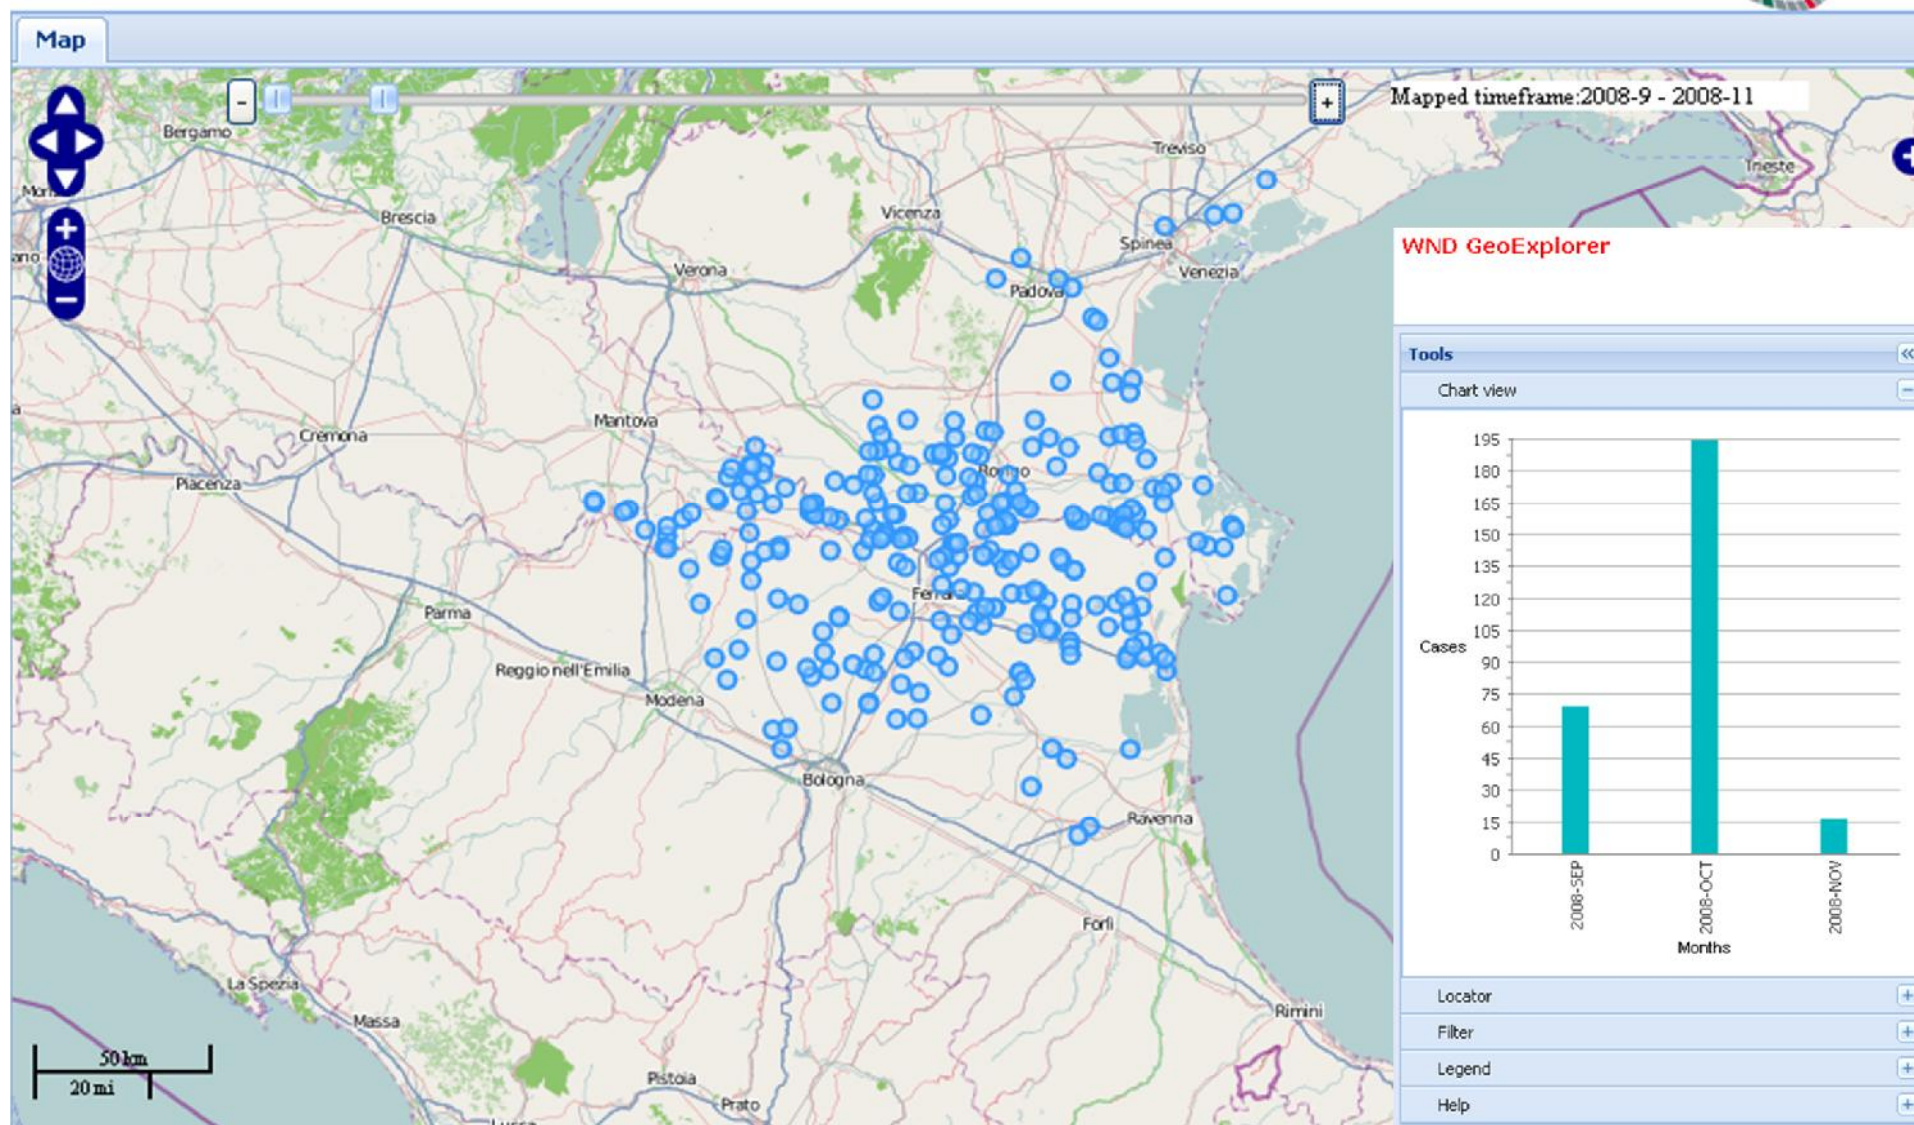 Map
-
+
Mapped timeframe:2008-9 - 2008-11
Bergamo
Treviso
Trieste
Brescia
Vicenza
Spinea
Verona
Venezia
Padova
WND GeoExplorer
Tools
Chart view
Mantova
Cremona
Piacenza
Rovigo
Ferrara
Parma
Reggio nell'Emilia
Modena
Bologna
Ravenna
Forlì
La Spezia
Massa
Rimini
Pistoia
Prato
Lucca
50 km
20 mi
195
180
165
150
135
120
105
Cases
90
75
60
45
30
15
0
2008-SEP
2008-OCT
2008-NOV
Months
Locator
Filter
Legend
Help